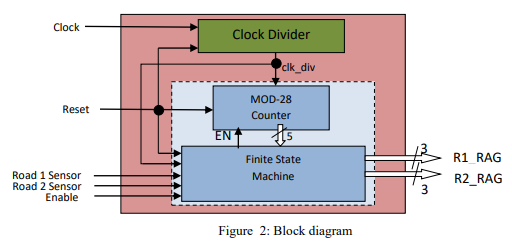 Clock
Clock Divider
clk_div
Reset
MOD-28
Counter
EN
5
Finite State
Machine
Road 1 Sensor
Road 2 Sensor
Enable
3
R1_RAG
R2_RAG
3
Figure 2: Block diagram